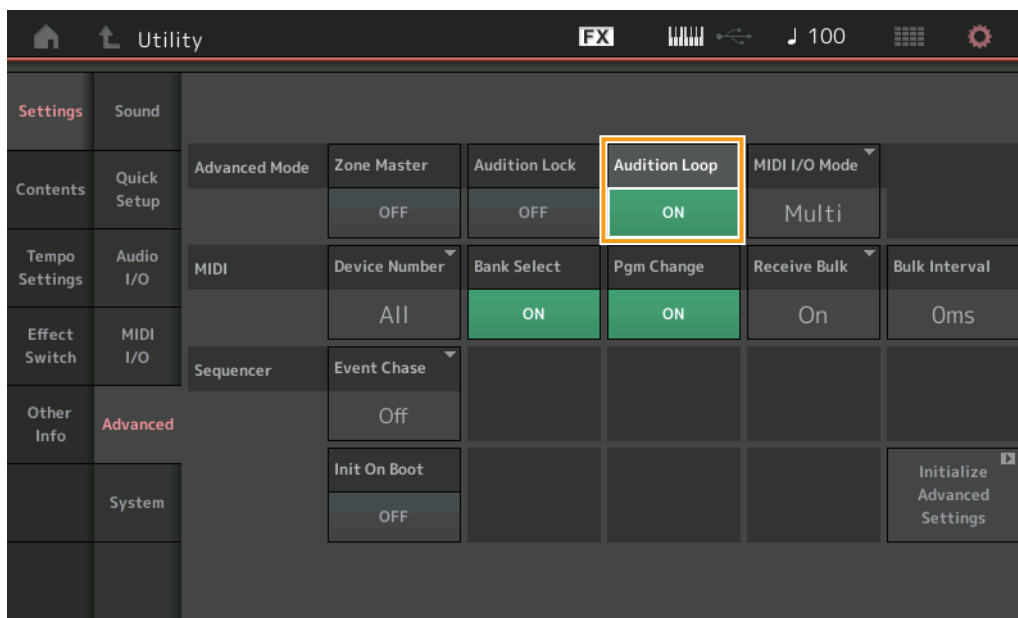 Utility
FX
100
Settings
Contents
Tempo
Settings
Effect
Switch
Other
Info
Sound
Quick
Setup
Audio
I/O
MIDI
I/O
Advanced
System
Advanced Mode
Zone Master
OFF
Audition Lock
OFF
Audition Loop
ON
MIDI I/O Mode
Multi
MIDI
Device Number
All
Bank Select
ON
Pgm Change
ON
Receive Bulk
On
Bulk Interval
0ms
Sequencer
Event Chase
Off
Init On Boot
OFF
Initialize
Advanced
Settings